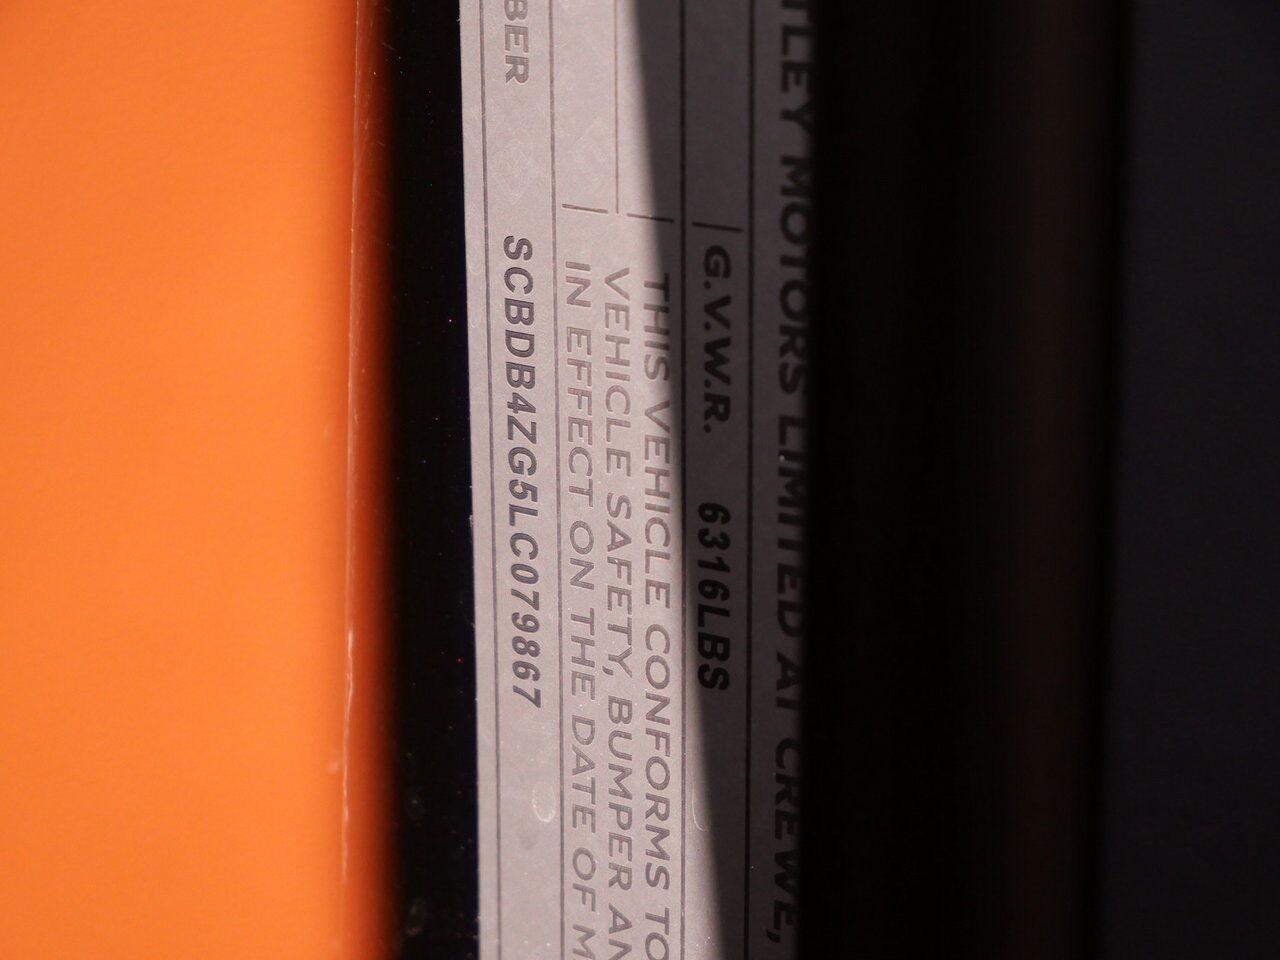 TLEY MOTORS LIMITED AT CREWE,
G.V.W.R. 6316LBS
THIS VEHICLE CONFORMS TO
VEHICLE SAFETY, BUMPER AN
IN EFFECT ON THE DATE OF M
BER SCBDB4ZG5LC079867